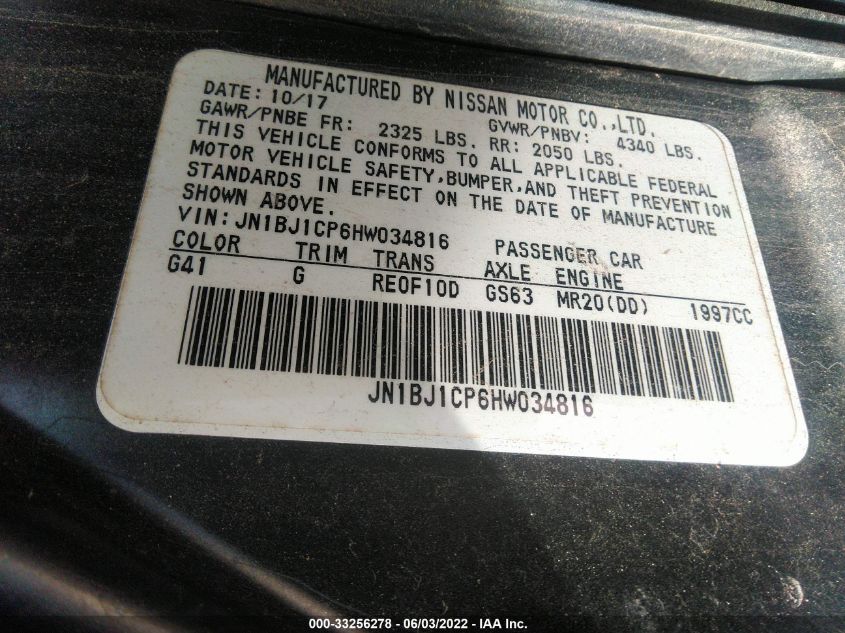 MANUFACTURED BY NISSAN MOTOR CO.,LTD.
DATE: 10/17 GVWR/PNBV: 4340 LBS.
GAWR/PNBE FR: 2325 LBS. RR: 2050 LBS.
THIS VEHICLE CONFORMS TO ALL APPLICABLE FEDERAL
MOTOR VEHICLE SAFETY,BUMPER,AND THEFT PREVENTION
STANDARDS IN EFFECT ON THE DATE OF MANUFACTURE
SHOWN ABOVE.
VIN:JN1BJ1CP6HW034816 PASSENGER CAR
COLOR TRIM TRANS AXLE ENGINE
G41 G RE0F10D GS63 MR20(DD) 1997CC
JN1BJ1CP6HW034816
000-33256278 - 06/03/2022 - IAA Inc.